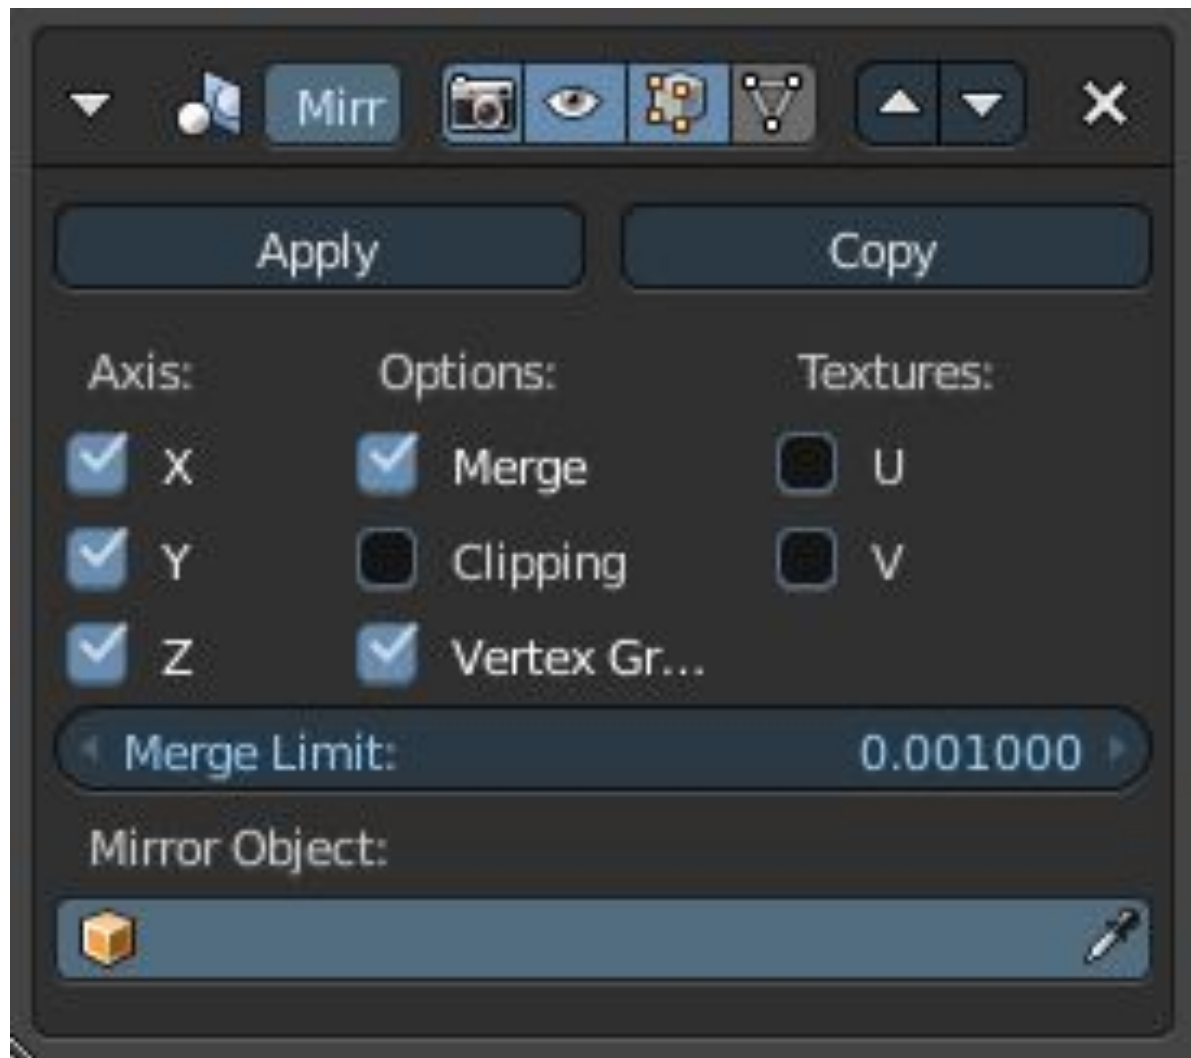 Mirr
Apply Copy
Axis: Options: Textures:
X Merge U
Y Clipping V
Z Vertex Gr...
Merge Limit: 0.001000
Mirror Object: